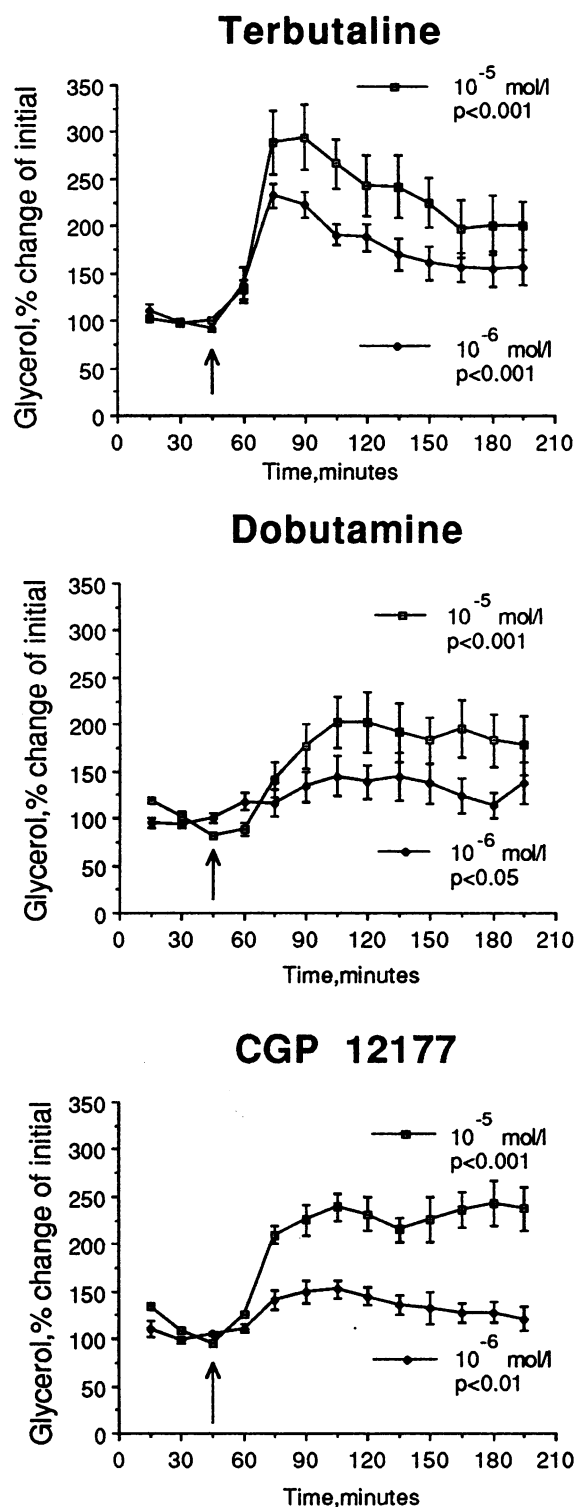 Terbutaline
350
300
250
200
150
100
50
0
Glycerol,% change of initial
10-5 mol/l
p<0.001
10-6 mol/l
p<0.001
0 30 60 90 120 150 180 210
Time,minutes
Dobutamine
350
300
250
200
150
100
50
0
Glycerol,% change of initial
10-5 mol/l
p<0.001
10-6 mol/l
p<0.05
0 30 60 90 120 150 180 210
Time,minutes
CGP 12177
350
300
250
200
150
100
50
0
Glycerol,% change of initial
10-5 mol/l
p<0.001
10-6 mol/l
p<0.01
0 30 60 90 120 150 180 210
Time,minutes